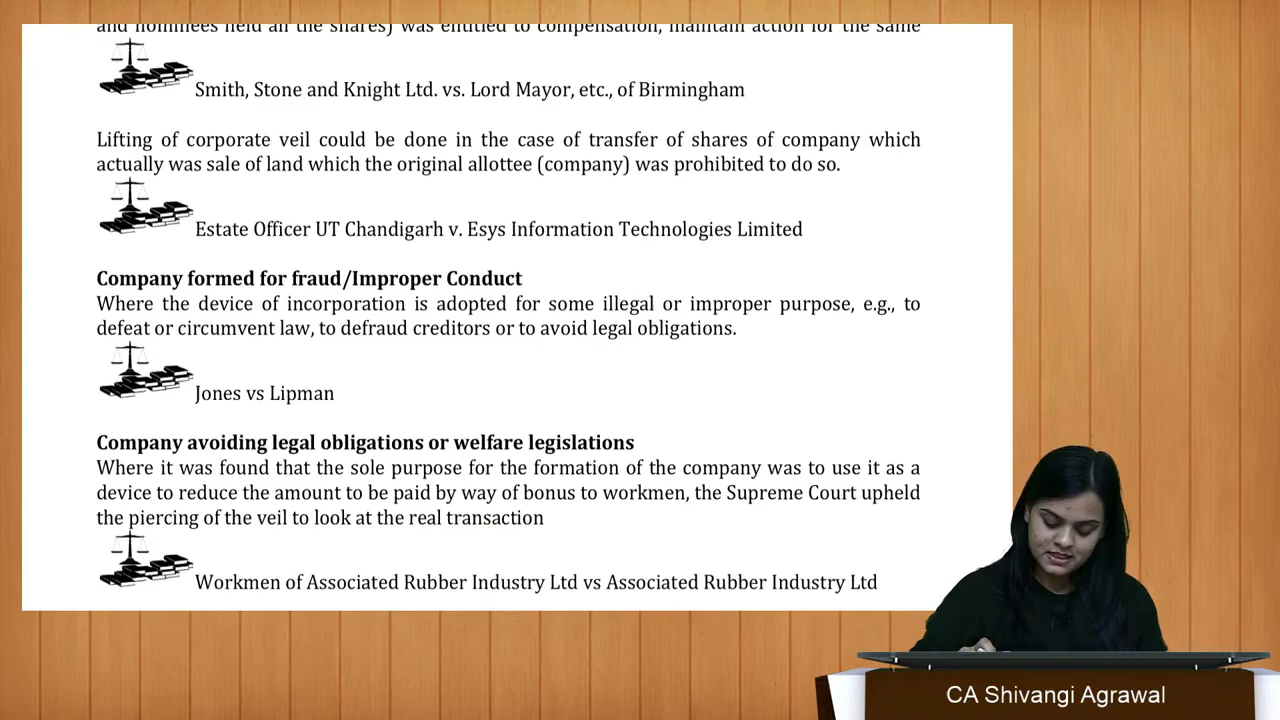 and nominees held all the shares) was entitled to compensation, maintain action for the same
Smith, Stone and Knight Ltd. vs. Lord Mayor, etc., of Birmingham
Lifting of corporate veil could be done in the case of transfer of shares of company which
actually was sale of land which the original allottee (company) was prohibited to do so.
Estate Officer UT Chandigarh v. Esys Information Technologies Limited
Company formed for fraud/Improper Conduct
Where the device of incorporation is adopted for some illegal or improper purpose, e.g., to
defeat or circumvent law, to defraud creditors or to avoid legal obligations.
Jones vs Lipman
Company avoiding legal obligations or welfare legislations
Where it was found that the sole purpose for the formation of the company was to use it as a
device to reduce the amount to be paid by way of bonus to workmen, the Supreme Court upheld
the piercing of the veil to look at the real transaction
Workmen of Associated Rubber Industry Ltd vs Associated Rubber Industry Ltd
CA Shivangi Agrawal